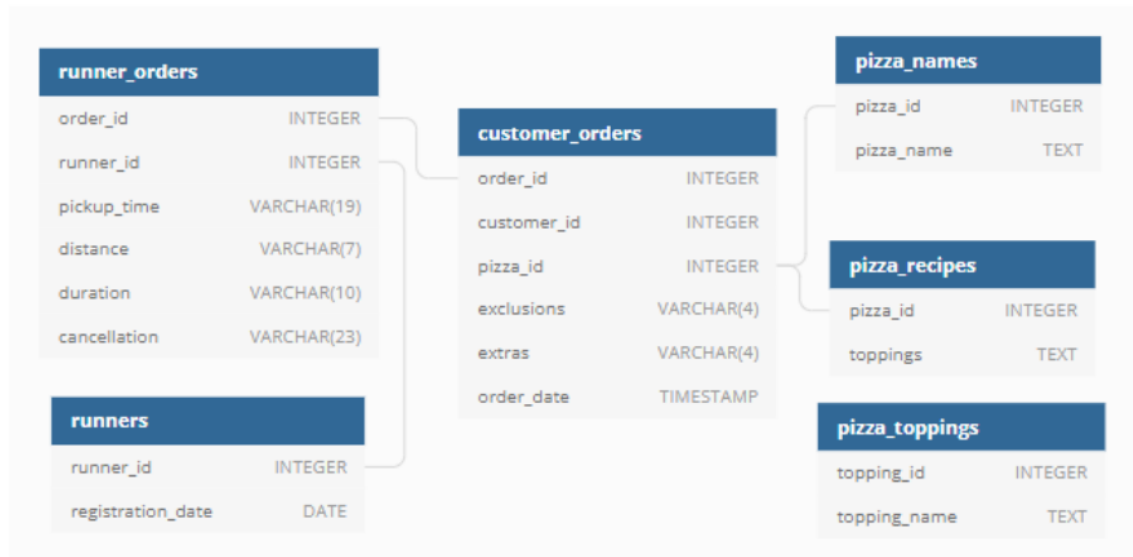 runner_orders
order_id INTEGER
runner_id INTEGER
pickup_time VARCHAR(19)
distance VARCHAR(7)
duration VARCHAR(10)
cancellation VARCHAR(23)
runners
runner_id INTEGER
registration_date DATE
customer_orders
order_id INTEGER
customer_id INTEGER
pizza_id INTEGER
exclusions VARCHAR(4)
extras VARCHAR(4)
order_date TIMESTAMP
pizza_names
pizza_id INTEGER
pizza_name TEXT
pizza_recipes
pizza_id INTEGER
toppings TEXT
pizza_toppings
topping_id INTEGER
topping_name TEXT